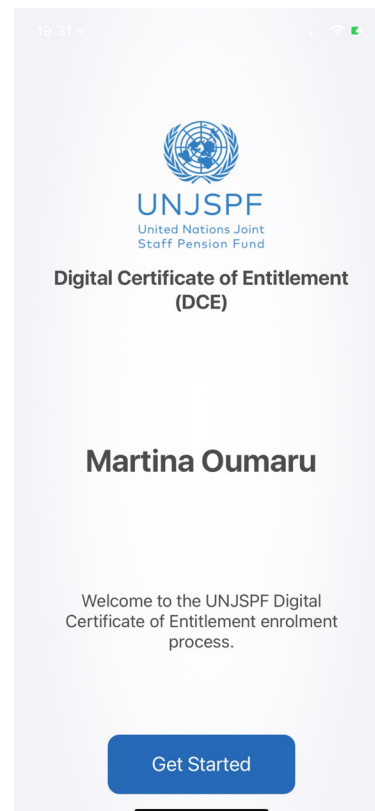 19:31
UNJSPF
United Nations Joint
Staff Pension Fund
Digital Certificate of Entitlement
(DCE)
Martina Oumaru
Welcome to the UNJSPF Digital
Certificate of Entitlement enrolment
process.
Get Started